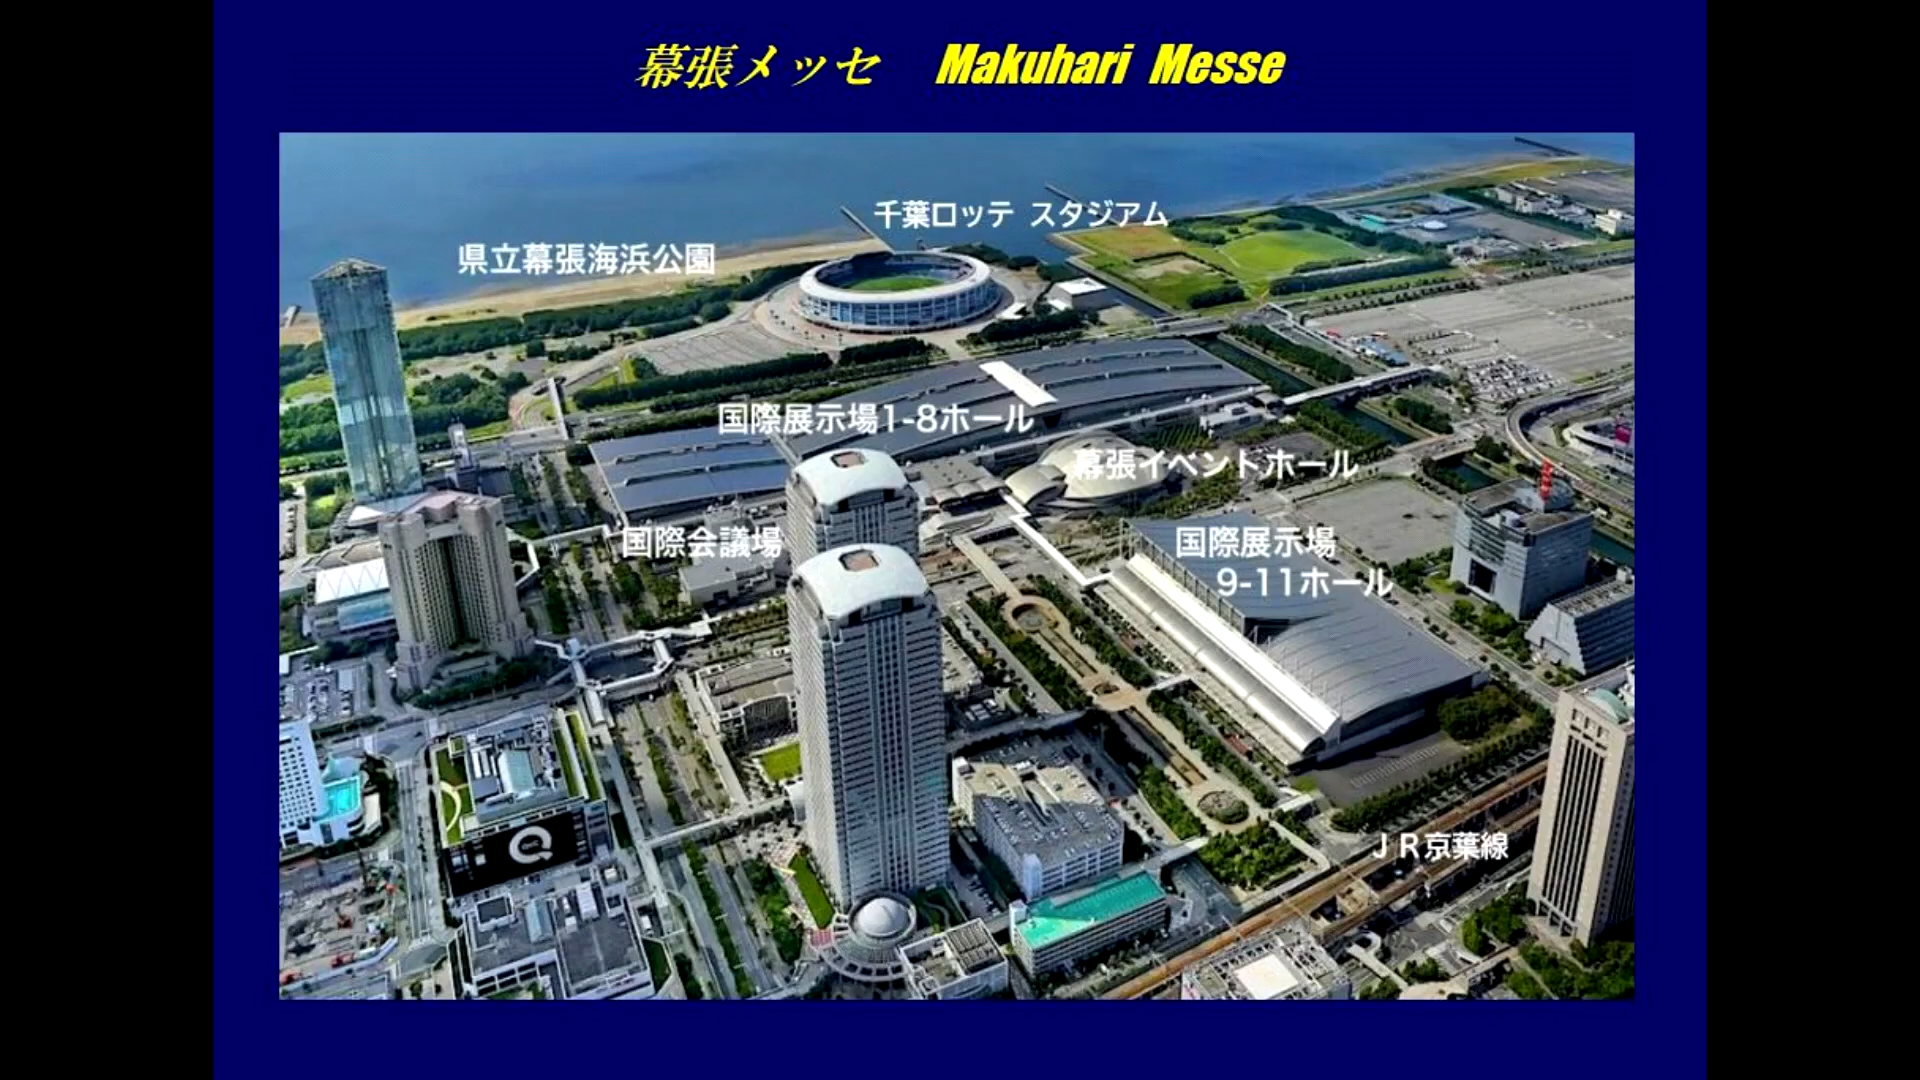 幕張メッセ Makuhari Messe
千葉ロッテ スタジアム
県立幕張海浜公園
国際展示場1-8ホール
幕張イベントホール
国際会議場
国際展示場
9-11ホール
JR京葉線